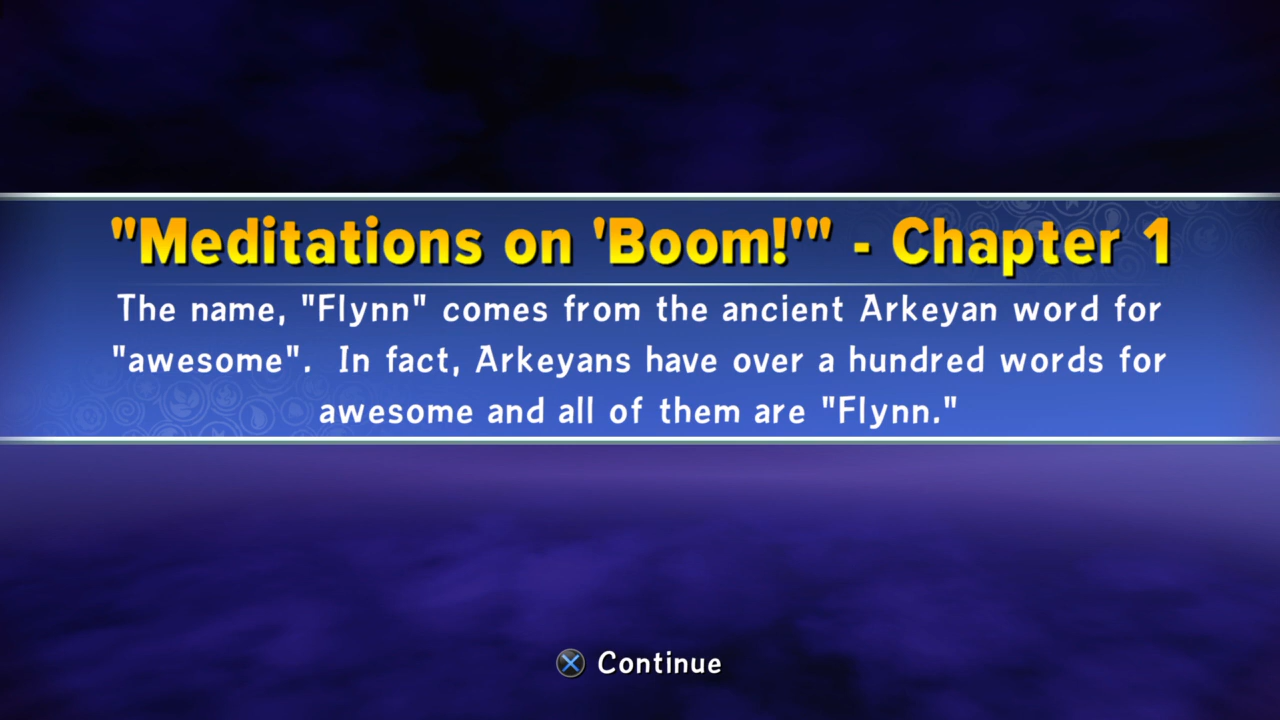 "Meditations on 'Boom!'" - Chapter 1
The name, "Flynn" comes from the ancient Arkeyan word for
"awesome".  In fact, Arkeyans have over a hundred words for
awesome and all of them are "Flynn."
Continue